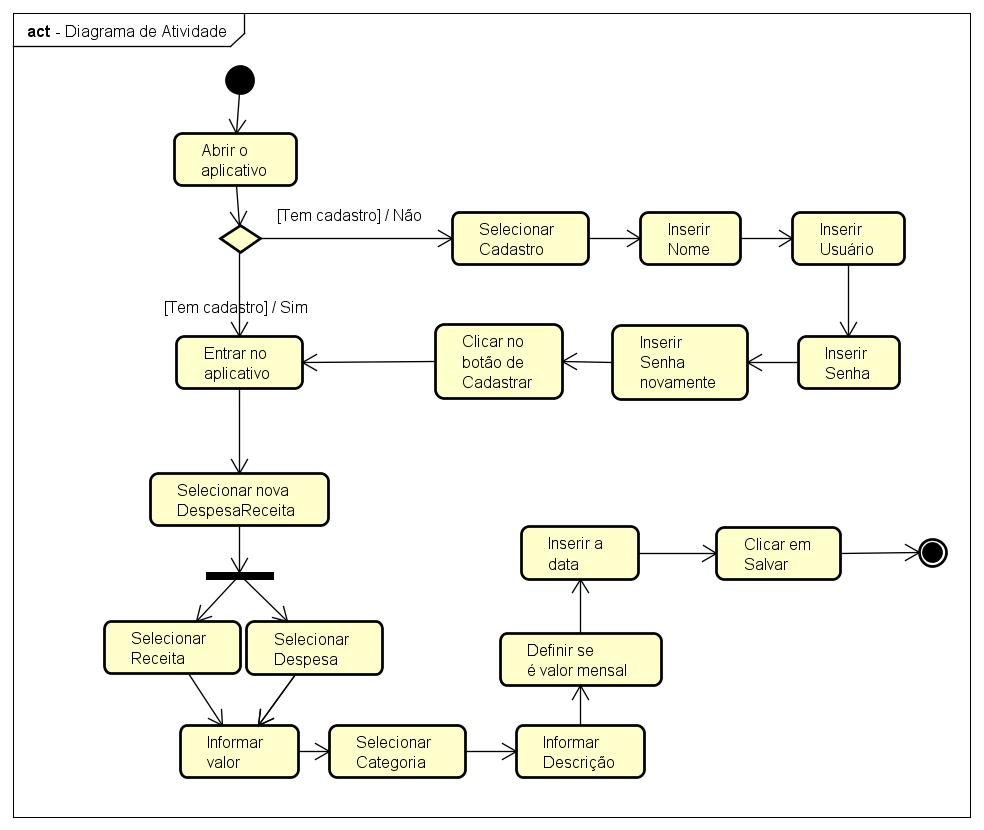 act - Diagrama de Atividade
Abrir o
aplicativo
[Tem cadastro] / Não
Selecionar
Cadastro
Inserir
Nome
Inserir
Usuário
[Tem cadastro] / Sim
Entrar no
aplicativo
Clicar no
botão de
Cadastrar
Inserir
Senha
novamente
Inserir
Senha
Selecionar nova
DespesaReceita
Selecionar
Receita
Selecionar
Despesa
Informar
valor
Selecionar
Categoria
Informar
Descrição
Definir se
é valor mensal
Inserir a
data
Clicar em
Salvar